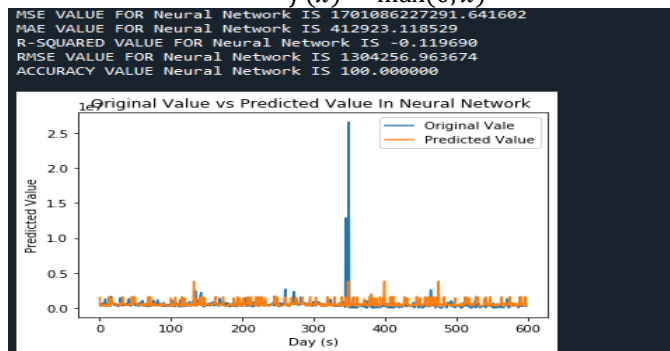 f(x) = max(0, x)
MSE VALUE FOR Neural Network IS 1701086227291.641602
MAE VALUE FOR Neural Network IS 412923.118529
R-SQUARED VALUE FOR Neural Network IS -0.119690
RMSE VALUE FOR Neural Network IS 1304256.963674
ACCURACY VALUE Neural Network IS 100.000000
1e7
Original Value vs Predicted Value In Neural Network
Original Vale
Predicted Value
2.5
2.0
1.5
1.0
0.5
0.0
Predicted Value
0 100 200 300 400 500 600
Day (s)